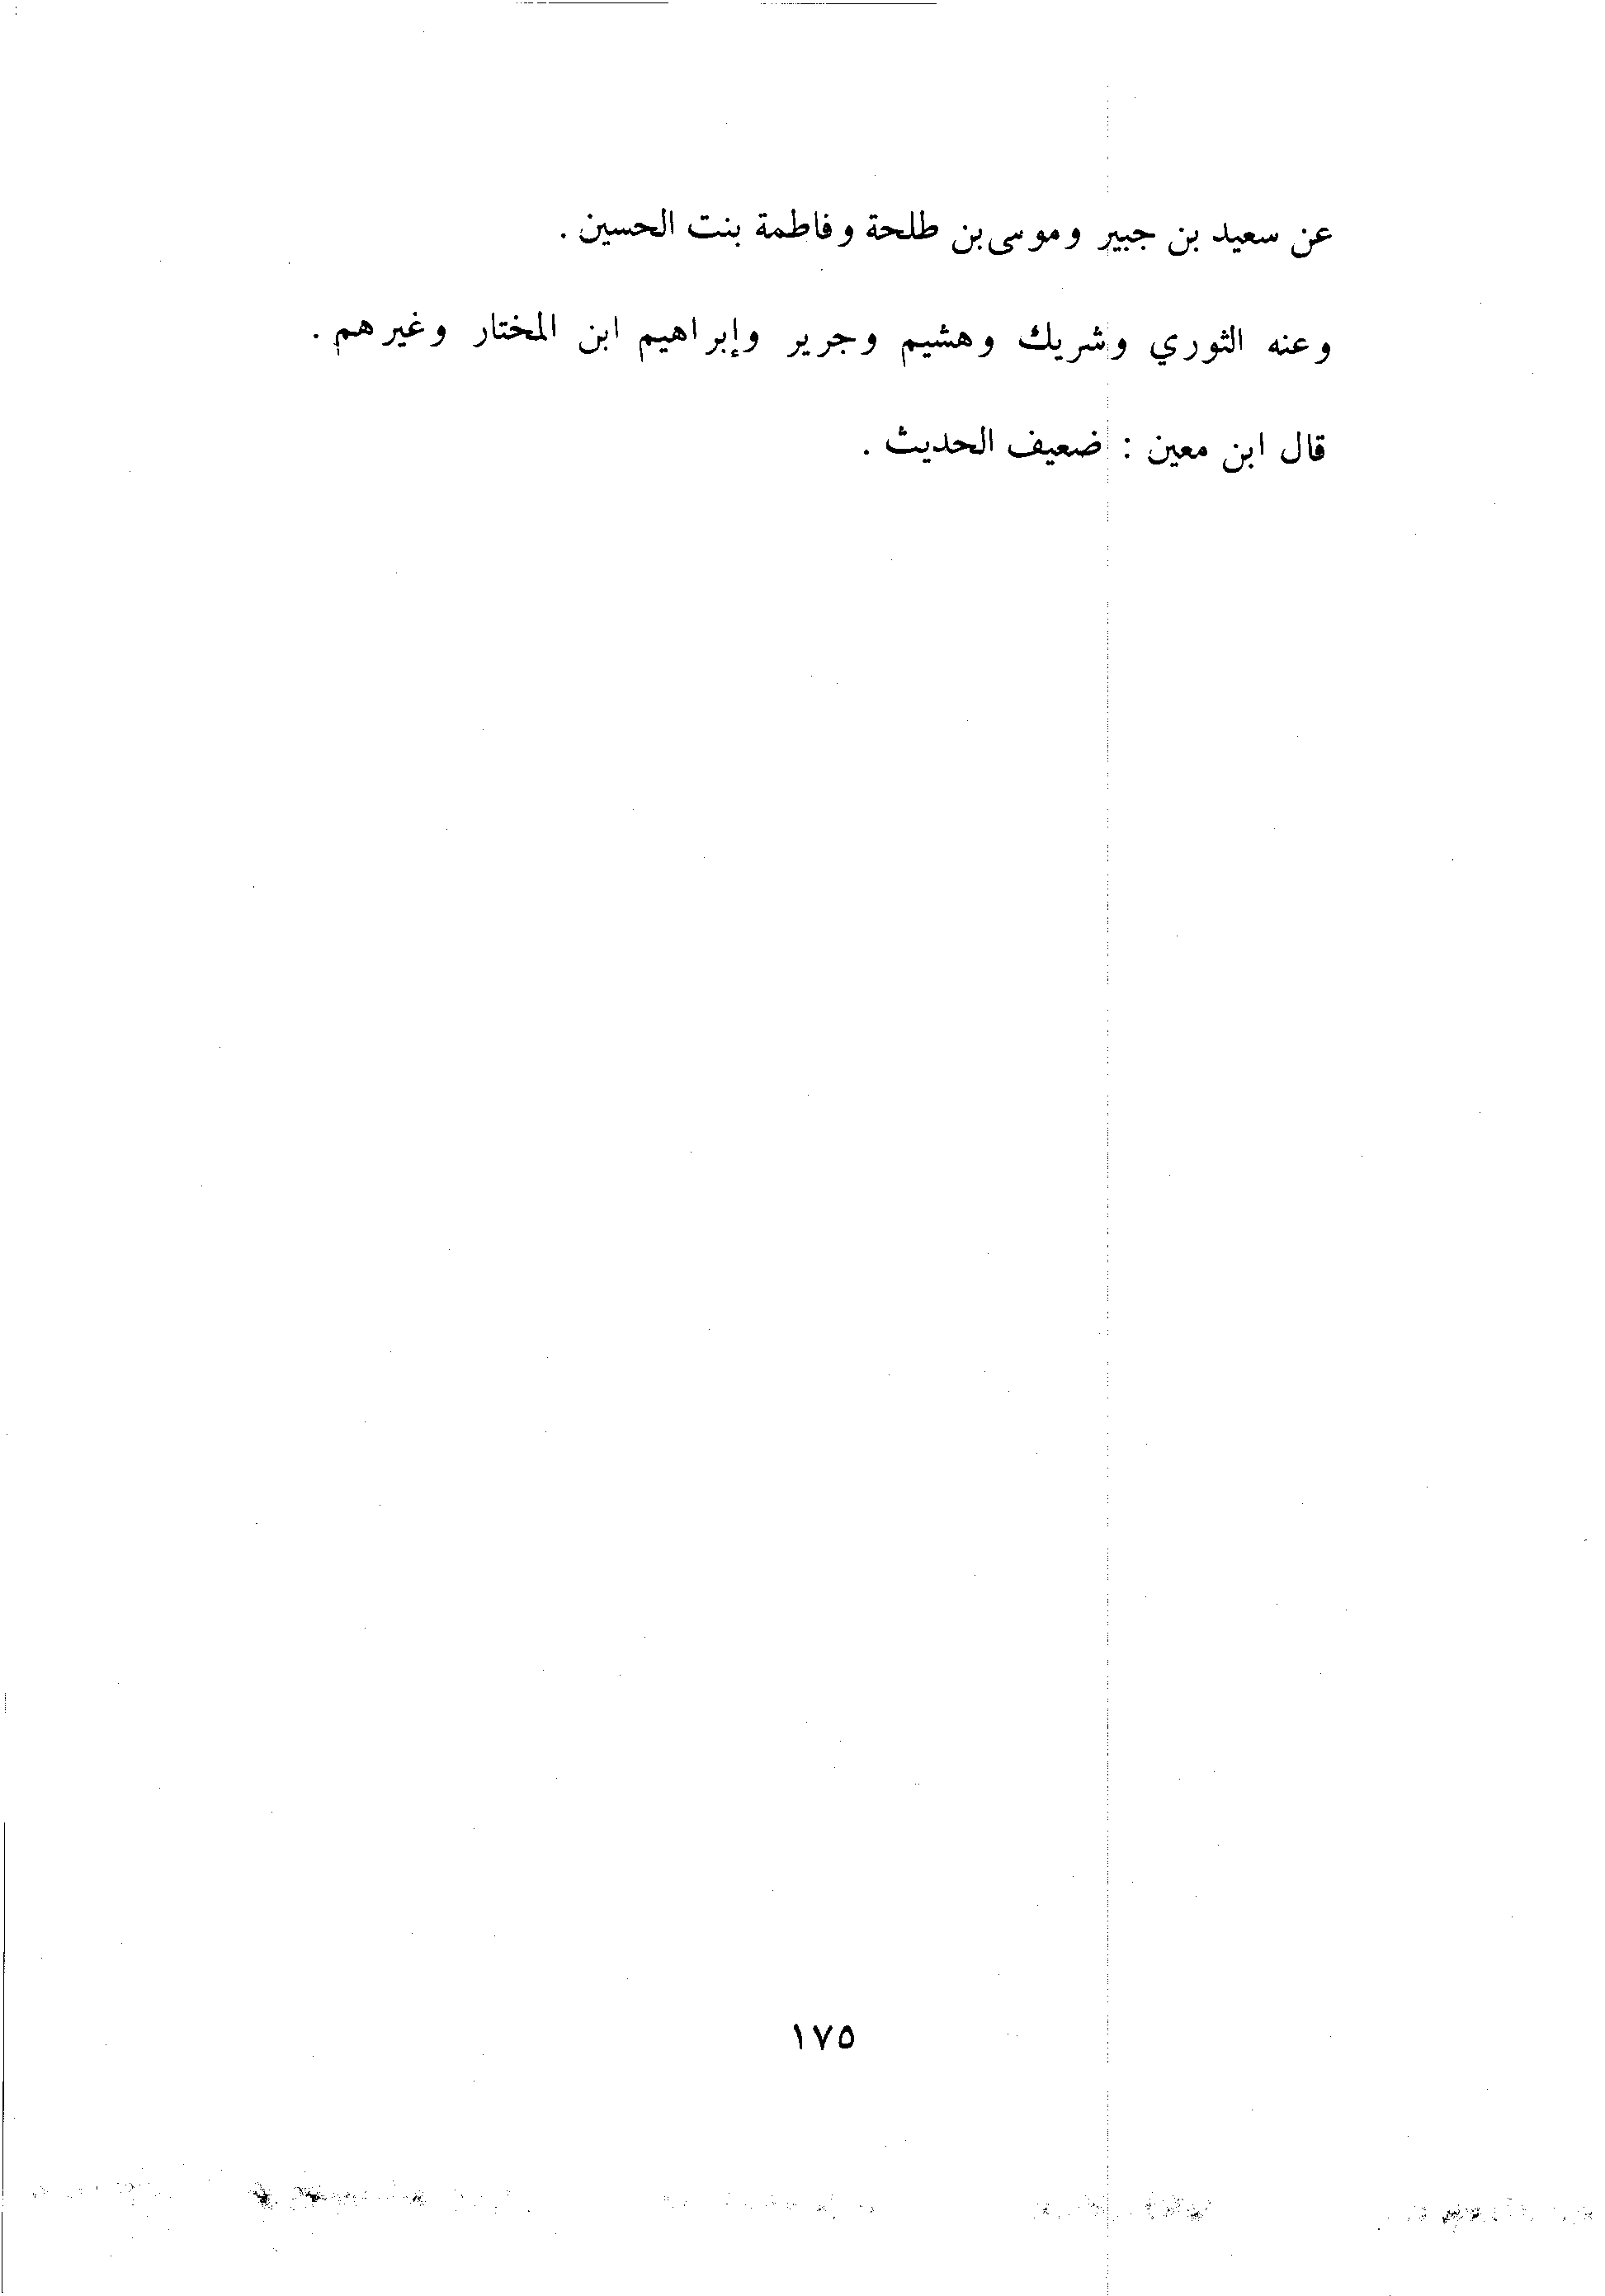 عن سعيد بن جبير وموسى بن طلحة وفاطمة بنت الحسين .
وعنه الثوري وشريك وهشيم وجرير وإبراهيم ابن المختار وغيرهم .
قال ابن معين : ضعيف الحديث .
١٧٥